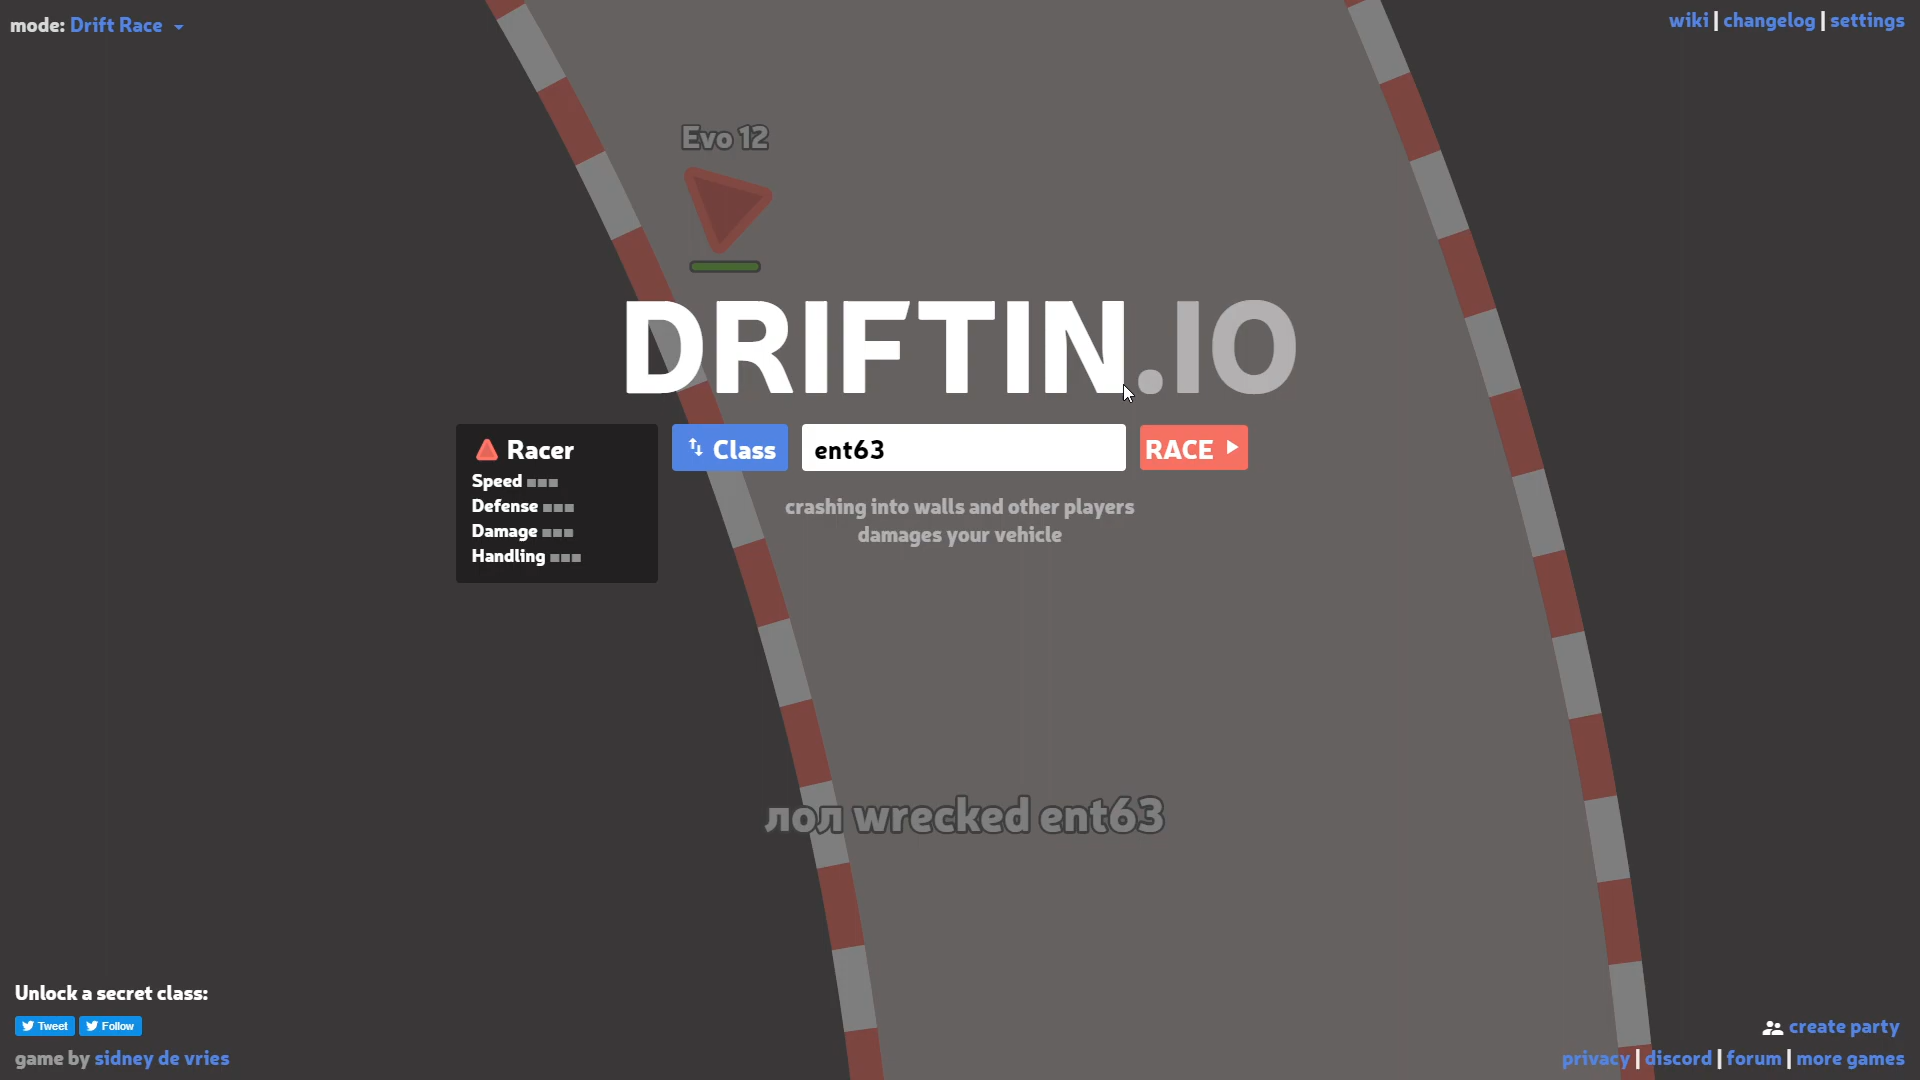 mode: Drift Race
wiki | changelog | settings
Evo 12
DRIFTIN.IO
Racer
Speed
Defense
Damage
Handling
Class
ent63
RACE
crashing into walls and other players
damages your vehicle
лол wrecked ent63
Unlock a secret class:
Tweet
Follow
game by sidney de vries
create party
privacy | discord | forum | more games